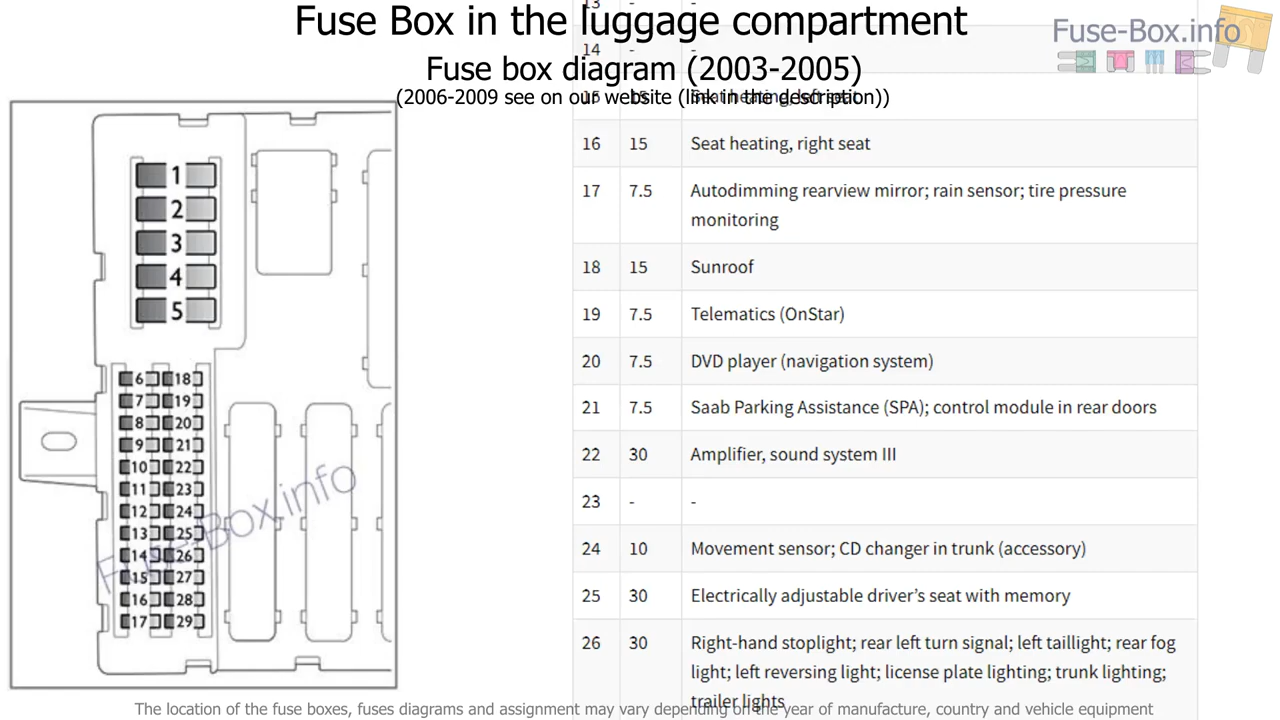 Fuse Box in the luggage compartment
Fuse box diagram (2003-2005)
(2006-2009 see on our website (link in the description))
Fuse-Box.info
1
2
3
4
5
6 18
7 19
8 20
9 21
10 22
11 23
12 24
13 25
14 26
15 27
16 28
17 29
Fuse-Box.info
13 - -
14 - -
15 15 Seat heating, left seat
16 15 Seat heating, right seat
17 7.5 Autodimming rearview mirror; rain sensor; tire pressure
monitoring
18 15 Sunroof
19 7.5 Telematics (OnStar)
20 7.5 DVD player (navigation system)
21 7.5 Saab Parking Assistance (SPA); control module in rear doors
22 30 Amplifier, sound system III
23 - -
24 10 Movement sensor; CD changer in trunk (accessory)
25 30 Electrically adjustable driver’s seat with memory
26 30 Right-hand stoplight; rear left turn signal; left taillight; rear fog
light; left reversing light; license plate lighting; trunk lighting;
trailer lights
The location of the fuse boxes, fuses diagrams and assignment may vary depending on the year of manufacture, country and vehicle equipment